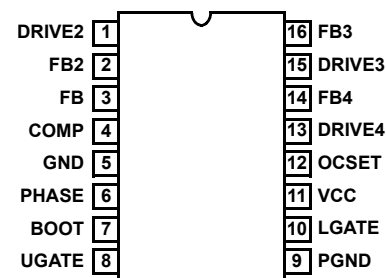 DRIVE2 1 16 FB3
FB2 2 15 DRIVE3
FB 3 14 FB4
COMP 4 13 DRIVE4
GND 5 12 OCSET
PHASE 6 11 VCC
BOOT 7 10 LGATE
UGATE 8 9 PGND